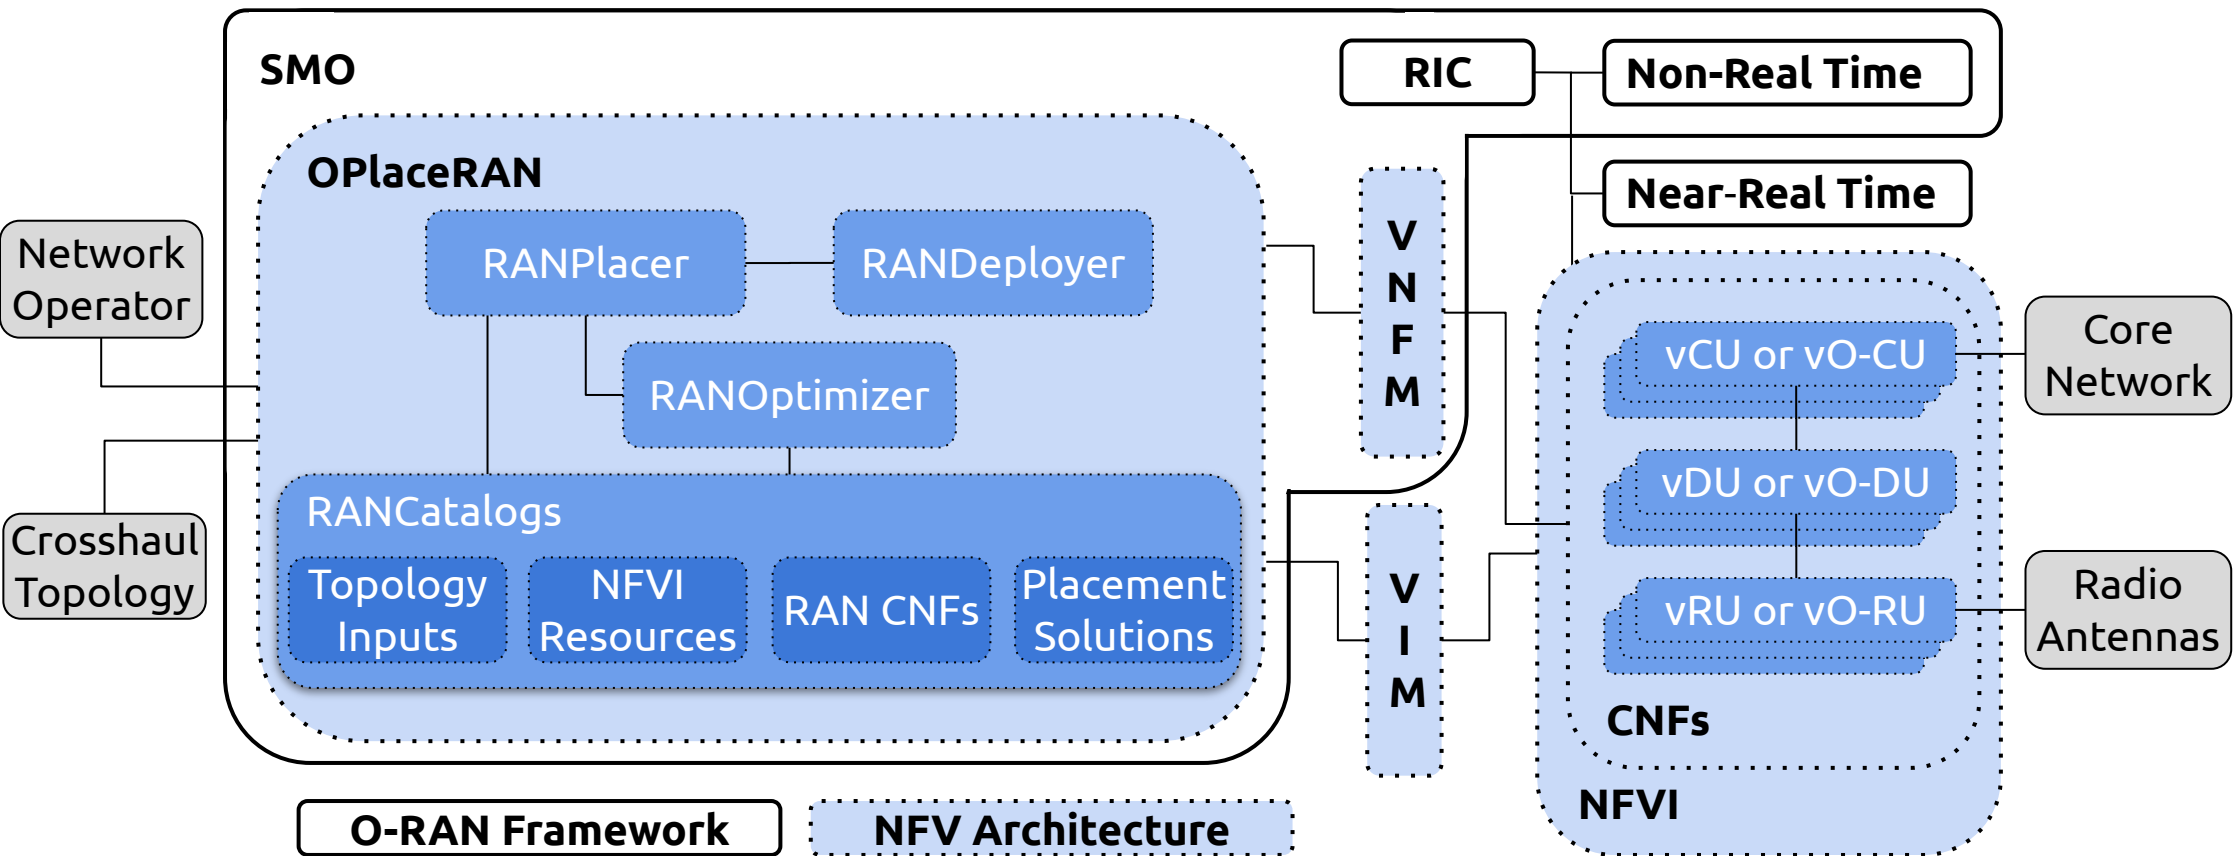 SMO
RIC
Non-Real Time
Near-Real Time
OPlaceRAN
RANPlacer
RANDeployer
RANOptimizer
RANCatalogs
Topology
Inputs
NFVI
Resources
RAN CNFs
Placement
Solutions
Network
Operator
Crosshaul
Topology
V
N
F
M
V
I
M
vCU or vO-CU
vDU or vO-DU
vRU or vO-RU
CNFs
NFVI
Core
Network
Radio
Antennas
O-RAN Framework
NFV Architecture